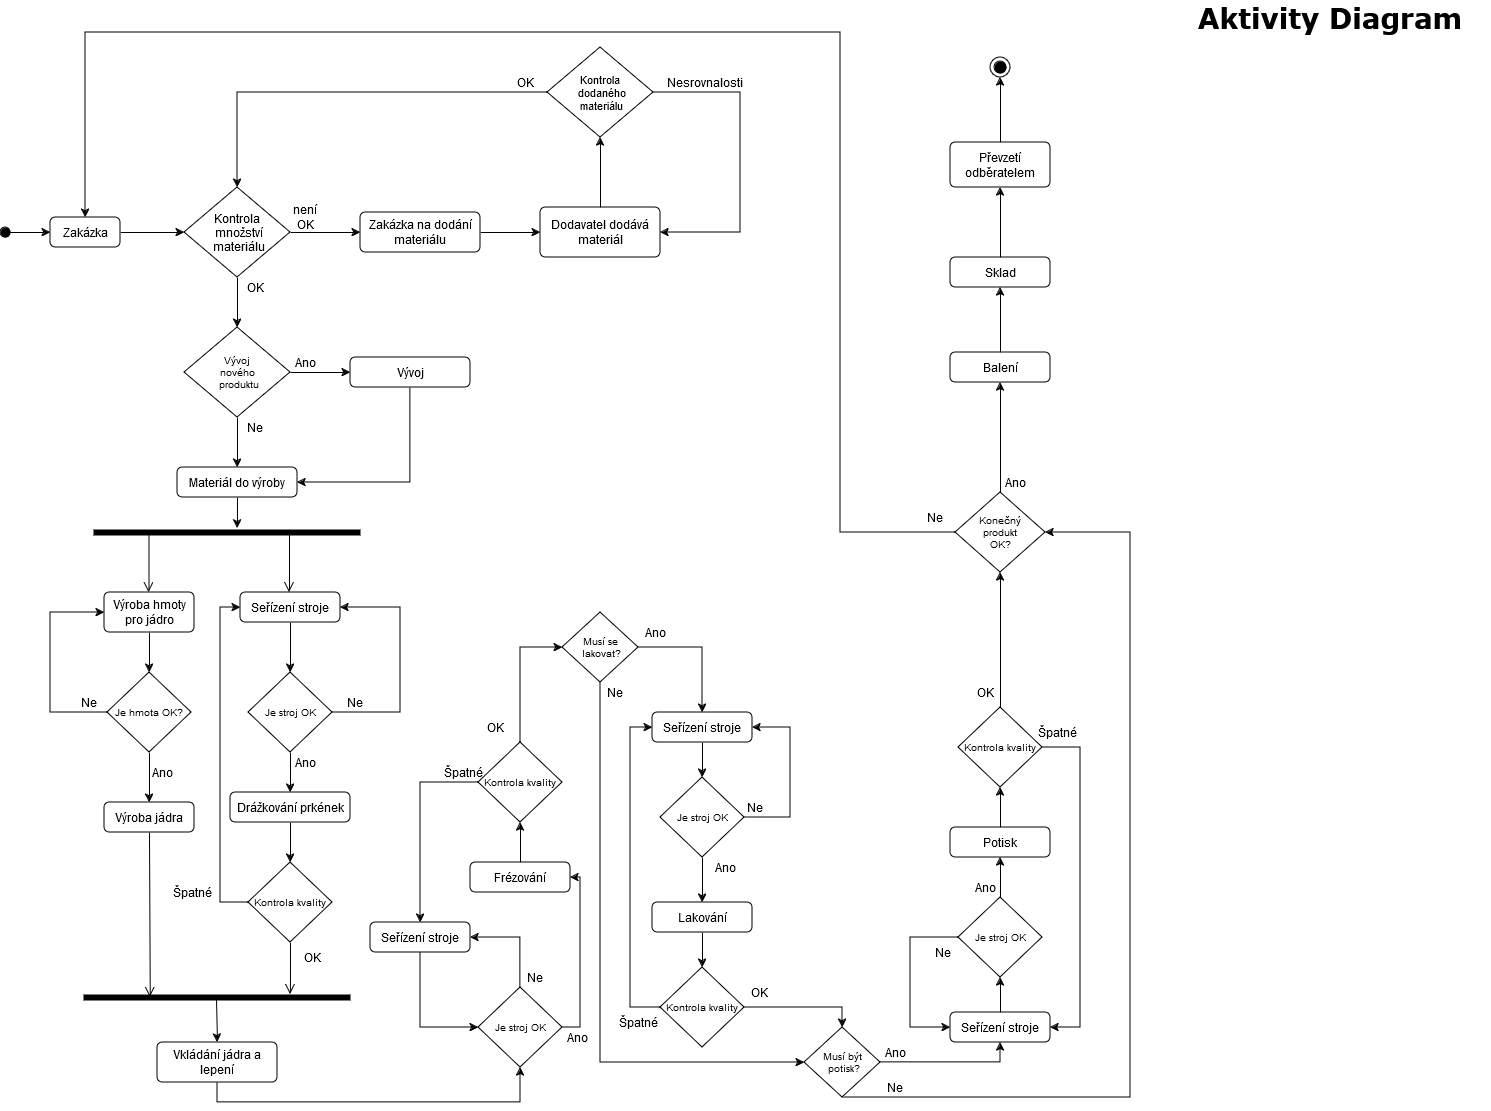 Aktivity Diagram
OK
Kontrola
dodaného
materiálu
Nesrovnalosti
Převzetí
odběratelem
Zakázka
Kontrola
množství
materiálu
není
OK
Zakázka na dodání
materiálu
Dodavatel dodává
materiál
Sklad
OK
Vývoj
nového
produktu
Ano
Vývoj
Balení
Ne
Materiál do výroby
Ano
Ne
Konečný
produkt
OK?
Výroba hmoty
pro jádro
Seřízení stroje
Musí se
lakovat?
Ano
Ne
Ne
Je hmota OK?
Je stroj OK
Ne
OK
Seřízení stroje
OK
Kontrola kvality
Špatné
Ano
Ano
Špatné
Kontrola kvality
Drážkování prkének
Výroba jádra
Je stroj OK
Ne
Potisk
Frézování
Ano
Ano
Špatné
Kontrola kvality
Lakování
Seřízení stroje
Je stroj OK
Ne
OK
Ne
OK
Kontrola kvality
Špatné
Je stroj OK
Ano
Seřízení stroje
Vkládání jádra a
lepení
Musí být
potisk?
Ano
Ne